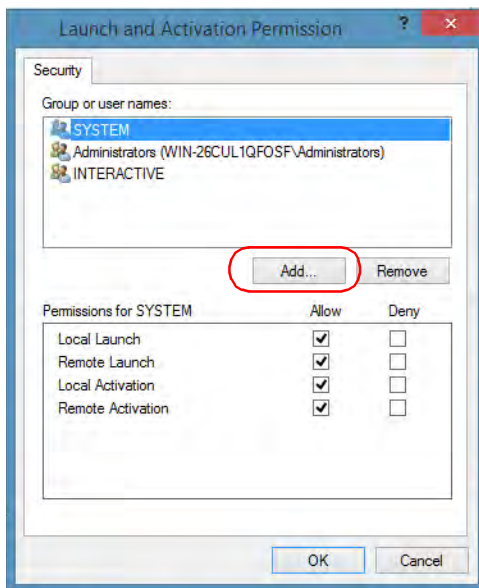 Launch and Activation Permission ?
Security
Group or user names:
SYSTEM
Administrators (WIN-26CUL1QFOSF\Administrators)
INTERACTIVE
Add... Remove
Permissions for SYSTEM Allow Deny
Local Launch
Remote Launch
Local Activation
Remote Activation
OK Cancel